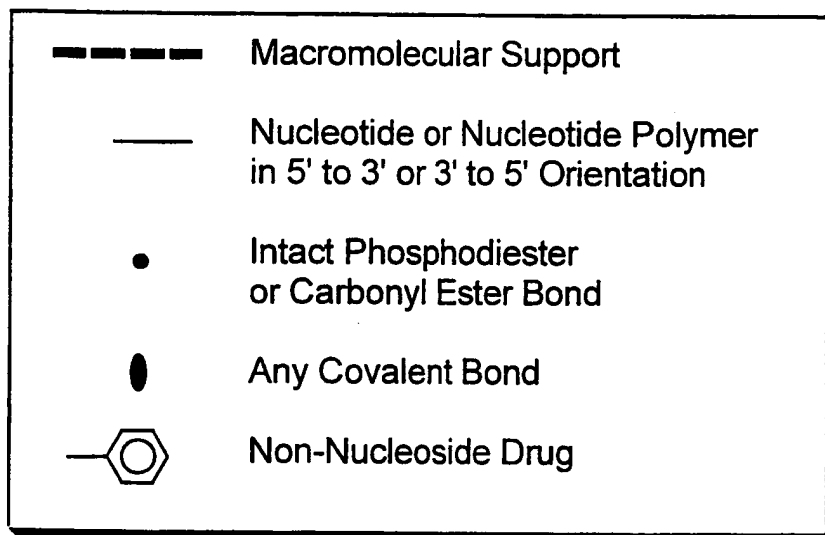 Macromolecular Support
Nucleotide or Nucleotide Polymer
in 5' to 3' or 3' to 5' Orientation
Intact Phosphodiester
or Carbonyl Ester Bond
Any Covalent Bond
Non-Nucleoside Drug